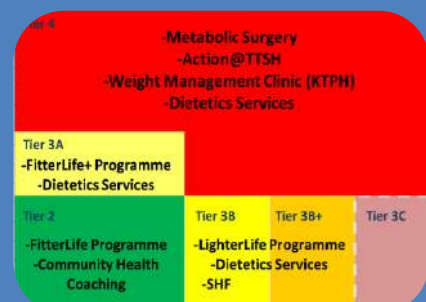 Tier 4
-Metabolic Surgery
-Action@TTSH
-Weight Management Clinic (KTPH)
-Dietetics Services
Tier 3A
-FitterLife+ Programme
-Dietetics Services
Tier 2
-FitterLife Programme
-Community Health
Coaching
Tier 3B
Tier 3B+
-LighterLife Programme
-Dietetics Services
-SHF
Tier 3C